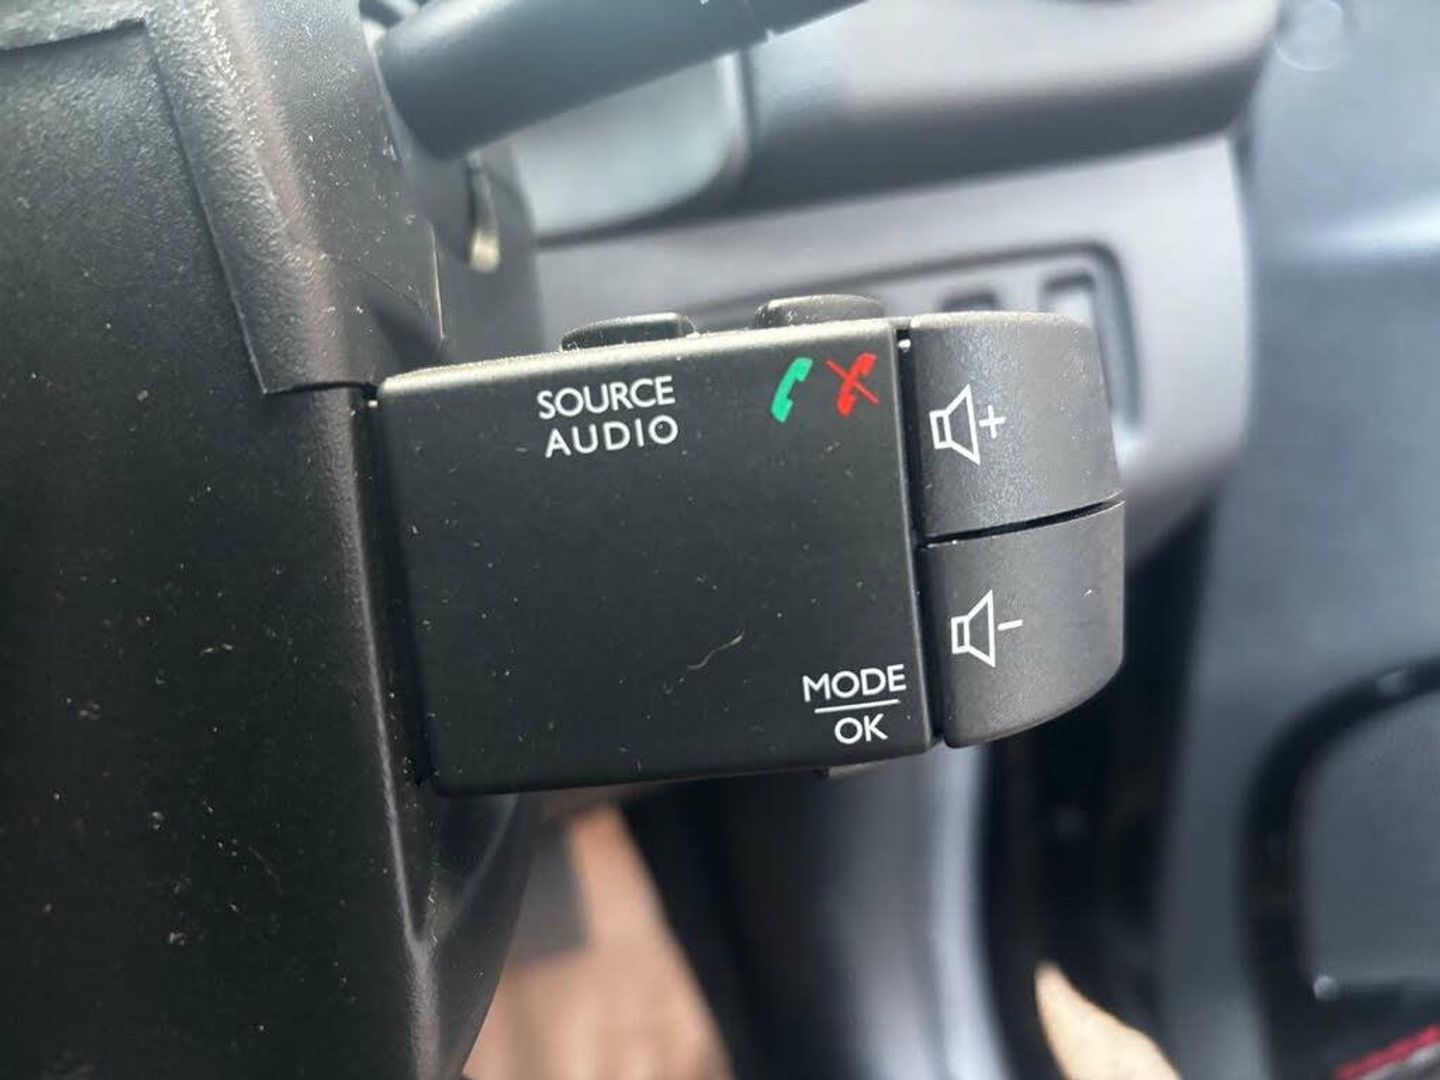 SOURCE
AUDIO
+
-
MODE
OK